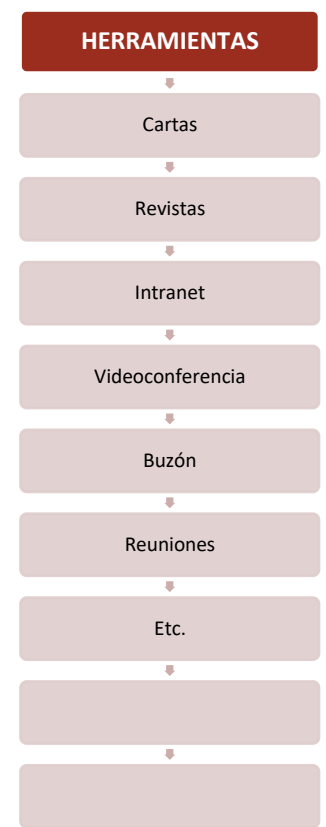 HERRAMIENTAS
Cartas
Revistas
Intranet
Videoconferencia
Buzón
Reuniones
Etc.